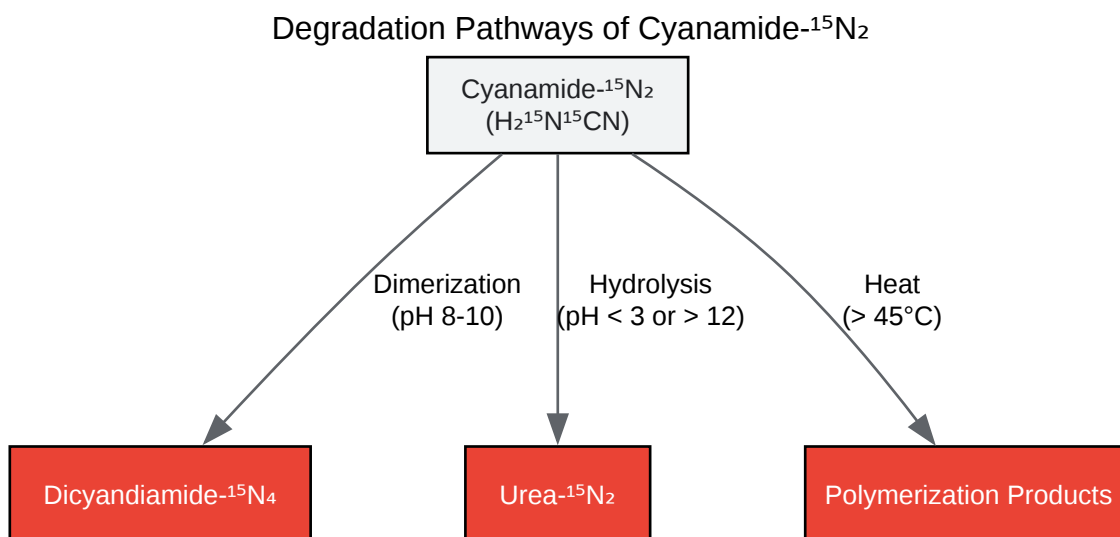 Degradation Pathways of Cyanamide-¹⁵N₂
Cyanamide-¹⁵N₂
(H₂¹⁵N¹⁵CN)
Dimerization
(pH 8-10)
Hydrolysis
(pH < 3 or > 12)
Heat
(> 45°C)
Dicyandiamide-¹⁵N₄
Urea-¹⁵N₂
Polymerization Products